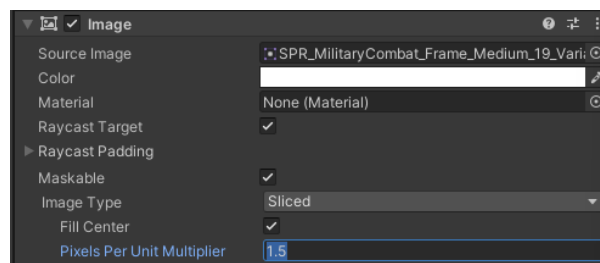 Image
Source Image SPR_MilitaryCombat_Frame_Medium_19_Varia
Color
Material None (Material)
Raycast Target
Raycast Padding
Maskable
Image Type Sliced
Fill Center
Pixels Per Unit Multiplier 1.5